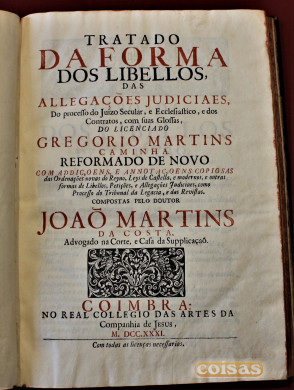 TRATADO
DA FORMA
DOS LIBELLOS,
DAS
ALLEGAÇOES JUDICIAES,
Do processo do Juizo Secular, e Ecclesiastico, e dos
Contratos, com suas Glossas,
DO LICENCIADO
GREGORIO MARTINS
CAMINHA
REFORMADO DE NOVO
COM ADDIÇOENS, E ANNOTAÇOENS COPIOSAS
das Ordenações novas do Reyno, Leys de Castella, e modernos, e outras
formas de Libellos, Petições, e Allegações Judiciaes, como
Processo do Tribunal da Legacia, e das Revistas.
COMPOSTAS PELO DOUTOR
JOAÕ MARTINS
DA COSTA,
Advogado na Corte, e Casa da Supplicaçaõ.
COIMBRA:
NO REAL COLLEGIO DAS ARTES DA
Companhia de Jesus,
M. DCC.XXXI.
Com todas as licenças necessarias.
coisas